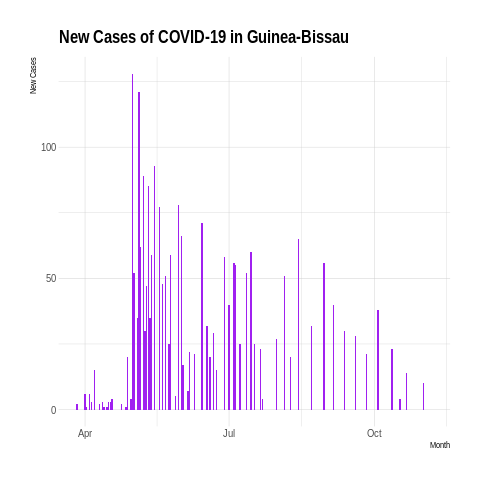 New Cases of COVID-19 in Guinea-Bissau
New Cases
100
50
0
Apr
Jul
Oct
Month